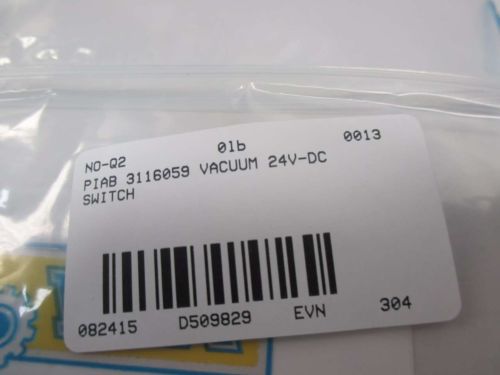 NO-Q2 01b 0013
PIAB 3116059 VACUUM 24V-DC
SWITCH
082415 D509829 EVN 304